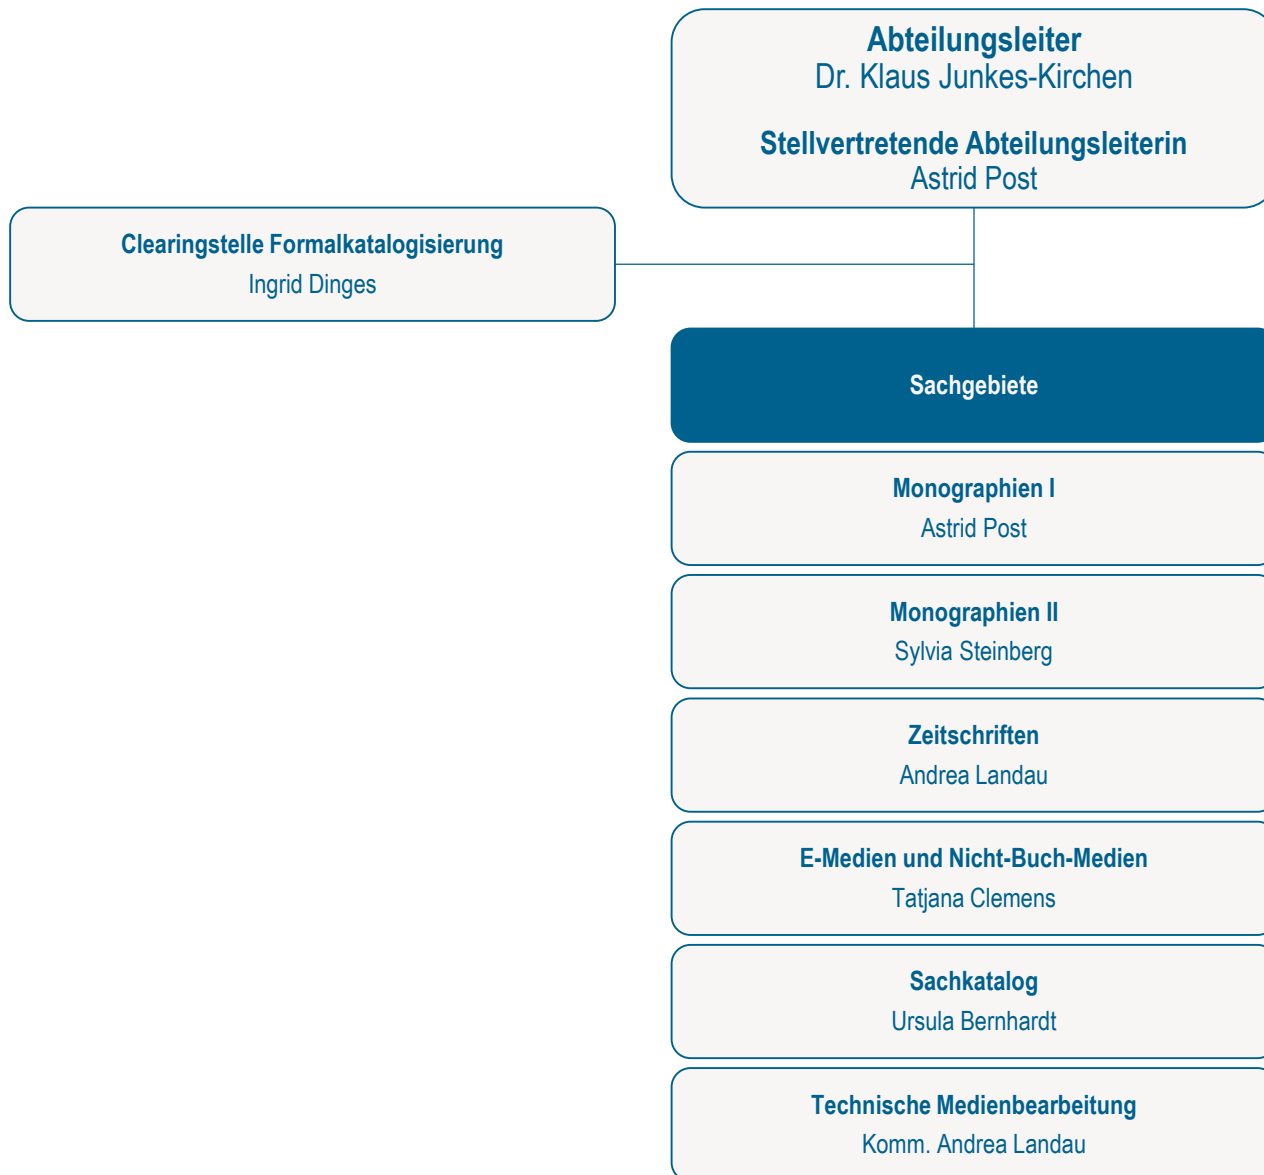 Abteilungsleiter
Dr. Klaus Junkes-Kirchen
Stellvertretende Abteilungsleiterin
Astrid Post
Clearingstelle Formalkatalogisierung
Ingrid Dinges
Sachgebiete
Monographien I
Astrid Post
Monographien II
Sylvia Steinberg
Zeitschriften
Andrea Landau
E-Medien und Nicht-Buch-Medien
Tatjana Clemens
Sachkatalog
Ursula Bernhardt
Technische Medienbearbeitung
Komm. Andrea Landau